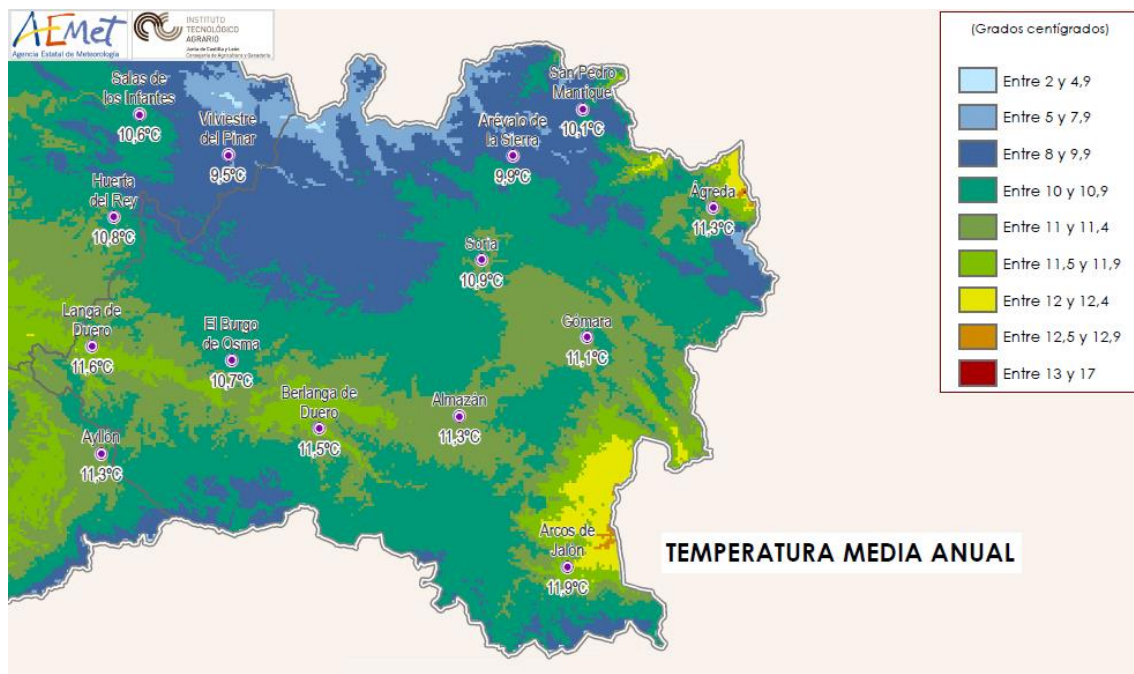 AEMet
Agencia Estatal de Meteorología
INSTITUTO
TECNOLÓGICO
AGRARIO
Junta de Castilla y León
Consejería de Agricultura y Ganadería
(Grados centígrados)
Entre 2 y 4,9
Entre 5 y 7,9
Entre 8 y 9,9
Entre 10 y 10,9
Entre 11 y 11,4
Entre 11,5 y 11,9
Entre 12 y 12,4
Entre 12,5 y 12,9
Entre 13 y 17
Salas de
los Infantes
10,6ºC
Vilviestre
del Pinar
9,5ºC
San Pedro
Manrique
10,1ºC
Arévalo de
la Sierra
9,9ºC
Huerta
del Rey
10,8ºC
Ágreda
11,3ºC
Soria
10,9ºC
Langa de
Duero
11,6ºC
El Burgo
de Osma
10,7ºC
Gómara
11,1ºC
Berlanga de
Duero
11,5ºC
Almazán
11,3ºC
Ayllón
11,3ºC
Arcos de
Jalón
11,9ºC
TEMPERATURA MEDIA ANUAL